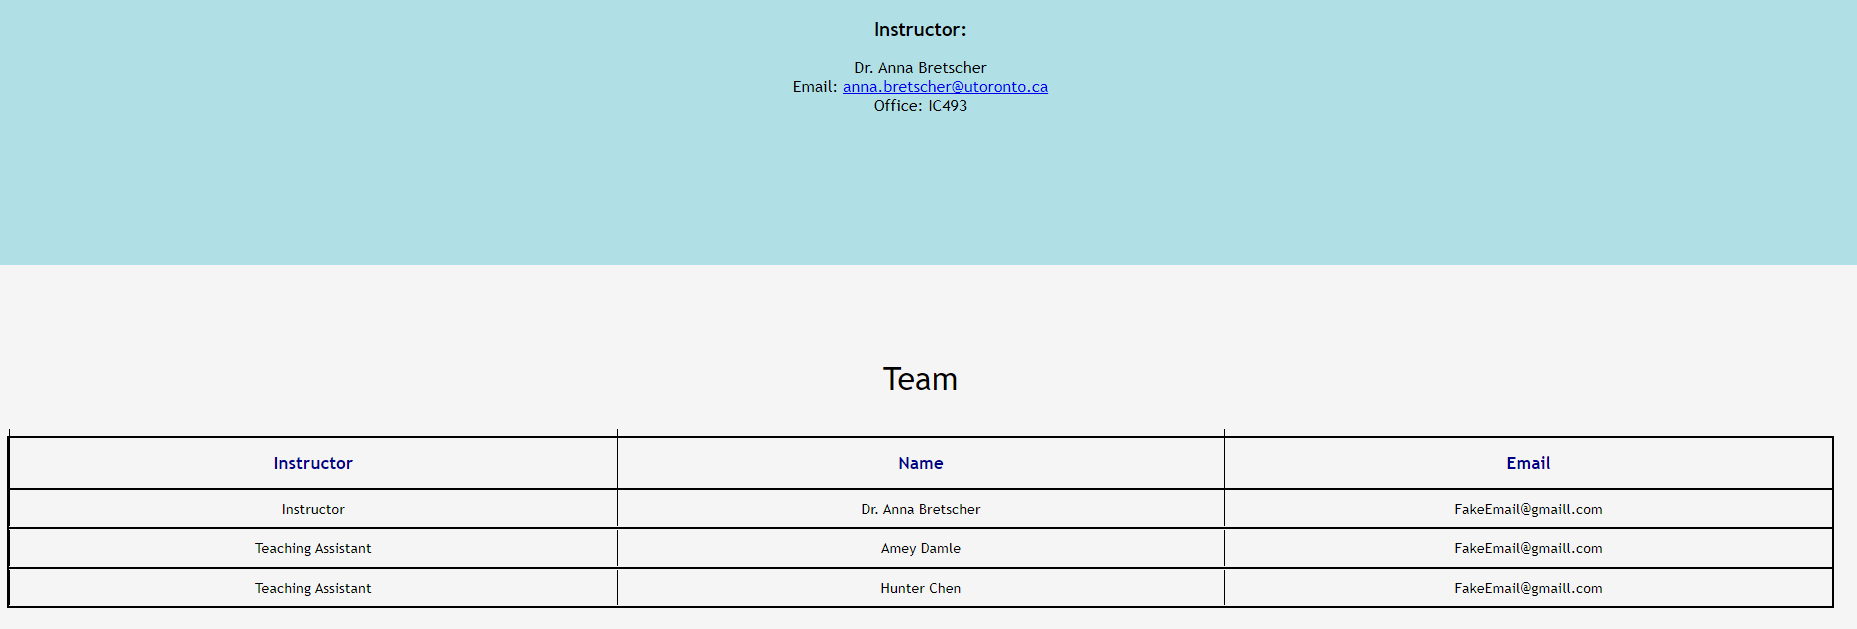 Instructor:
Dr. Anna Bretscher
Email: anna.bretscher@utoronto.ca
Office: IC493
Team
Instructor Name Email
Instructor Dr. Anna Bretscher FakeEmail@gmaill.com
Teaching Assistant Amey Damle FakeEmail@gmaill.com
Teaching Assistant Hunter Chen FakeEmail@gmaill.com